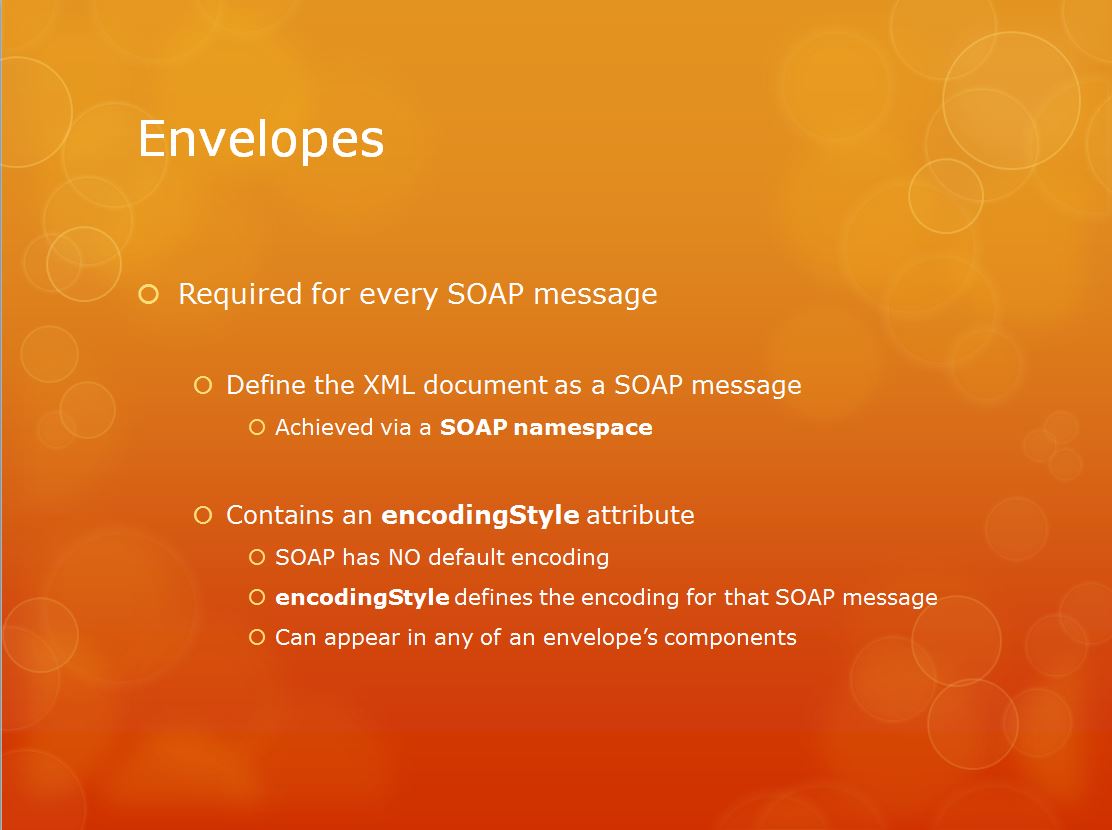 Envelopes
Required for every SOAP message
Define the XML document as a SOAP message
Achieved via a SOAP namespace
Contains an encodingStyle attribute
SOAP has NO default encoding
encodingStyle defines the encoding for that SOAP message
Can appear in any of an envelope’s components